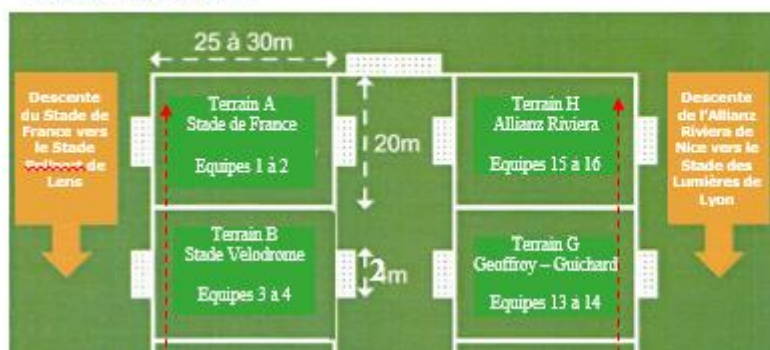 25 à 30m
Descente
du Stade de
France vers
le Stade
Bollaert de
Lens
Terrain A
Stade de France
Equipes 1 à 2
20m
Terrain H
Allianz Riviera
Equipes 15 à 16
Descente
de l'Allianz
Riviera de
Nice vers le
Stade des
Lumières de
Lyon
Terrain B
Stade Velodrome
Equipes 3 à 4
2m
Terrain G
Geoffroy – Guichard
Equipes 13 à 14